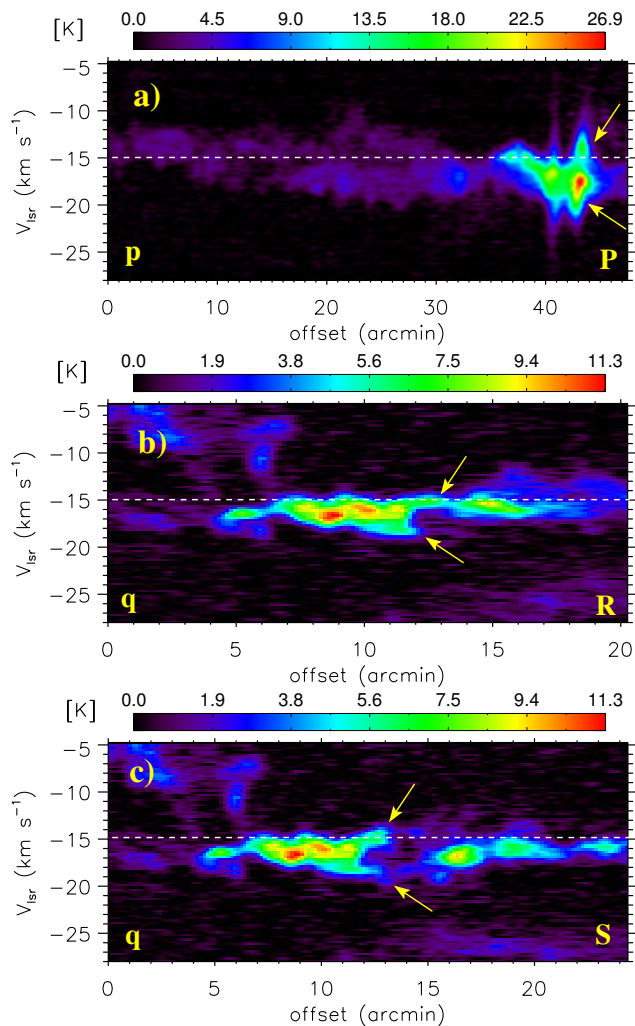 [K] 0.0 4.5 9.0 13.5 18.0 22.5 26.9
a)
V_lsr (km s⁻¹)
−5
−10
−15
−20
−25
p P
0 10 20 30 40
offset (arcmin)
[K] 0.0 1.9 3.8 5.6 7.5 9.4 11.3
b)
V_lsr (km s⁻¹)
−5
−10
−15
−20
−25
q R
0 5 10 15 20
offset (arcmin)
[K] 0.0 1.9 3.8 5.6 7.5 9.4 11.3
c)
V_lsr (km s⁻¹)
−5
−10
−15
−20
−25
q S
0 5 10 15 20
offset (arcmin)